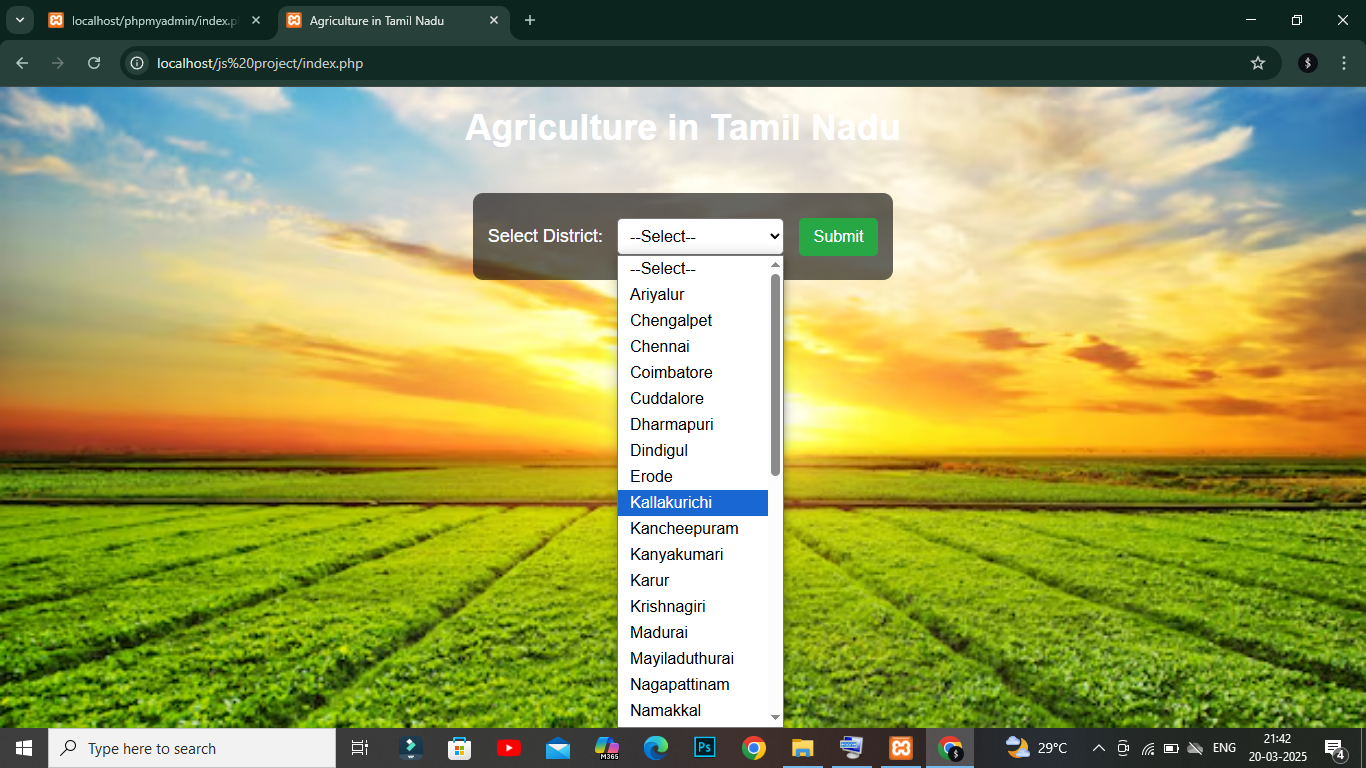 localhost/phpmyadmin/index.p
Agriculture in Tamil Nadu
localhost/js%20project/index.php
$
Agriculture in Tamil Nadu
Select District:
--Select--
Submit
--Select--
Ariyalur
Chengalpet
Chennai
Coimbatore
Cuddalore
Dharmapuri
Dindigul
Erode
Kallakurichi
Kancheepuram
Kanyakumari
Karur
Krishnagiri
Madurai
Mayiladuthurai
Nagapattinam
Namakkal
Type here to search
M365
Ps
$
29°C
ENG
21:42
20-03-2025
4